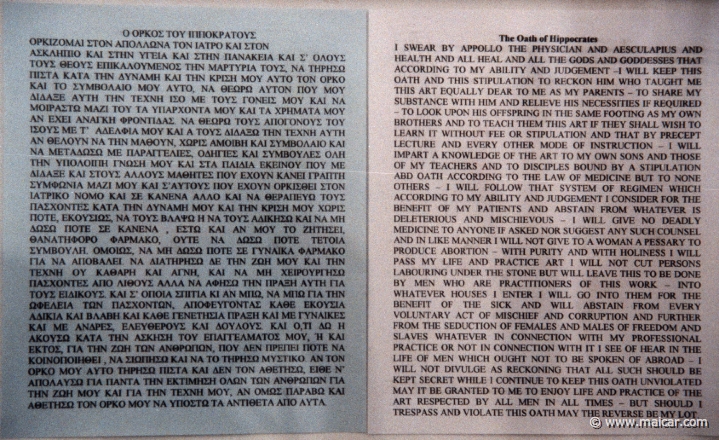 Ο ΟΡΚΟΣ ΤΟΥ ΙΠΠΟΚΡΑΤΟΥΣ
ΟΡΚΙΖΟΜΑΙ ΣΤΟΝ ΑΠΟΛΛΩΝΑ ΤΟΝ ΙΑΤΡΟ ΚΑΙ ΣΤΟΝ
ΑΣΚΛΗΠΙΟ ΚΑΙ ΣΤΗΝ ΥΓΕΙΑ ΚΑΙ ΣΤΗΝ ΠΑΝΑΚΕΙΑ ΚΑΙ Σ' ΟΛΟΥΣ
ΤΟΥΣ ΘΕΟΥΣ ΕΠΙΚΑΛΟΥΜΕΝΟΣ ΤΗΝ ΜΑΡΤΥΡΙΑ ΤΟΥΣ, ΝΑ ΤΗΡΗΣΩ
ΠΙΣΤΑ ΚΑΤΑ ΤΗΝ ΔΥΝΑΜΗ ΚΑΙ ΤΗΝ ΚΡΙΣΗ ΜΟΥ ΑΥΤΟ ΤΟΝ ΟΡΚΟ
ΚΑΙ ΤΟ ΣΥΜΒΟΛΑΙΟ ΜΟΥ ΑΥΤΟ, ΝΑ ΘΕΩΡΩ ΑΥΤΟΝ ΠΟΥ ΜΟΥ
ΔΙΔΑΞΕ ΑΥΤΗ ΤΗΝ ΤΕΧΝΗ ΙΣΟ ΜΕ ΤΟΥΣ ΓΟΝΕΙΣ ΜΟΥ ΚΑΙ ΝΑ
ΜΟΙΡΑΣΤΩ ΜΑΖΙ ΤΟΥ ΤΑ ΥΠΑΡΧΟΝΤΑ ΜΟΥ ΚΑΙ ΤΑ ΧΡΗΜΑΤΑ ΜΟΥ
ΑΝ ΕΧΕΙ ΑΝΑΓΚΗ ΦΡΟΝΤΙΔΑΣ. ΝΑ ΘΕΩΡΩ ΤΟΥΣ ΑΠΟΓΟΝΟΥΣ ΤΟΥ
ΙΣΟΥΣ ΜΕ Τ' ΑΔΕΛΦΙΑ ΜΟΥ ΚΑΙ Α ΤΟΥΣ ΔΙΔΑΞΩ ΤΗΝ ΤΕΧΝΗ ΑΥΤΗ
ΑΝ ΘΕΛΟΥΝ ΝΑ ΤΗΝ ΜΑΘΟΥΝ, ΧΩΡΙΣ ΑΜΟΙΒΗ ΚΑΙ ΣΥΜΒΟΛΑΙΟ ΚΑΙ
ΝΑ ΜΕΤΑΔΩΣΩ ΜΕ ΠΑΡΑΓΓΕΛΙΕΣ, ΟΔΗΓΙΕΣ ΚΑΙ ΣΥΜΒΟΥΛΕΣ ΟΛΗ
ΤΗΝ ΥΠΟΛΟΙΠΗ ΓΝΩΣΗ ΜΟΥ ΚΑΙ ΣΤΑ ΠΑΙΔΙΑ ΕΚΕΙΝΟΥ ΠΟΥ ΜΕ
ΔΙΔΑΞΕ ΚΑΙ ΣΤΟΥΣ ΑΛΛΟΥΣ ΜΑΘΗΤΕΣ ΠΟΥ ΕΧΟΥΝ ΚΑΝΕΙ ΓΡΑΠΤΗ
ΣΥΜΦΩΝΙΑ ΜΑΖΙ ΜΟΥ ΚΑΙ Σ'ΑΥΤΟΥΣ ΠΟΥ ΕΧΟΥΝ ΟΡΚΙΣΘΕΙ ΣΤΟΝ
ΙΑΤΡΙΚΟ ΝΟΜΟ ΚΑΙ ΣΕ ΚΑΝΕΝΑ ΑΛΛΟ ΚΑΙ ΝΑ ΘΕΡΑΠΕΥΩ ΤΟΥΣ
ΠΑΣΧΟΝΤΕΣ ΚΑΤΑ ΤΗΝ ΔΥΝΑΜΗ ΜΟΥ ΚΑΙ ΤΗΝ ΚΡΙΣΗ ΜΟΥ ΧΩΡΙΣ
ΠΟΤΕ, ΕΚΟΥΣΙΩΣ, ΝΑ ΤΟΥΣ ΒΛΑΨΩ Η ΝΑ ΤΟΥΣ ΑΔΙΚΗΣΩ ΚΑΙ ΝΑ ΜΗ
ΔΩΣΩ ΠΟΤΕ ΣΕ ΚΑΝΕΝΑ , ΕΣΤΩ ΚΑΙ ΑΝ ΜΟΥ ΤΟ ΖΗΤΗΣΕΙ,
ΘΑΝΑΤΗΦΟΡΟ ΦΑΡΜΑΚΟ, ΟΥΤΕ ΝΑ ΔΩΣΩ ΠΟΤΕ ΤΕΤΟΙΑ
ΣΥΜΒΟΥΛΗ. ΟΜΟΙΩΣ, ΝΑ ΜΗ ΔΩΣΩ ΠΟΤΕ ΣΕ ΓΥΝΑΙΚΑ ΦΑΡΜΑΚΟ
ΓΙΑ ΝΑ ΑΠΟΒΑΛΕΙ. ΝΑ ΔΙΑΤΗΡΗΣΩ ΔΕ ΤΗΝ ΖΩΗ ΜΟΥ ΚΑΙ ΤΗΝ
ΤΕΧΝΗ ΟΥ ΚΑΘΑΡΗ ΚΑΙ ΑΓΝΗ, ΚΑΙ ΝΑ ΜΗ ΧΕΙΡΟΥΡΓΗΣΩ
ΠΑΣΧΟΝΤΕΣ ΑΠΟ ΛΙΘΟΥΣ ΑΛΛΑ ΝΑ ΑΦΗΣΩ ΤΗΝ ΠΡΑΞΗ ΑΥΤΗ ΓΙΑ
ΤΟΥΣ ΕΙΔΙΚΟΥΣ. ΚΑΙ Σ' ΟΠΟΙΑ ΣΠΙΤΙΑ ΚΙ ΑΝ ΜΠΩ, ΝΑ ΜΠΩ ΓΙΑ ΤΗΝ
ΩΦΕΛΕΙΑ ΤΩΝ ΠΑΣΧΟΝΤΩΝ, ΑΠΟΦΕΥΓΟΝΤΑΣ ΚΑΘΕ ΕΚΟΥΣΙΑ
ΑΔΙΚΙΑ ΚΑΙ ΒΛΑΒΗ ΚΑΙ ΚΑΘΕ ΓΕΝΕΤΗΣΙΑ ΠΡΑΞΗ ΚΑΙ ΜΕ ΓΥΝΑΙΚΕΣ
ΚΑΙ ΜΕ ΑΝΔΡΕΣ, ΕΛΕΥΘΕΡΟΥΣ ΚΑΙ ΔΟΥΛΟΥΣ ΚΑΙ Ο,ΤΙ ΔΩ Η
ΑΚΟΥΣΩ ΚΑΤΑ ΤΗΝ ΑΣΚΗΣΗ ΤΟΥ ΕΠΑΓΓΕΛΜΑΤΟΣ ΜΟΥ, Ή ΚΑΙ
ΕΚΤΟΣ, ΓΙΑ ΤΗΝ ΖΩΗ ΤΩΝ ΑΝΘΡΩΠΩΝ, ΠΟΥ ΔΕΝ ΠΡΕΠΕΙ ΠΟΤΕ ΝΑ
ΚΟΙΝΟΠΟΙΗΘΕΙ , ΝΑ ΣΙΩΠΗΣΩ ΚΑΙ ΝΑ ΤΟ ΤΗΡΗΣΩ ΜΥΣΤΙΚΟ. ΑΝ ΤΟΝ
ΟΡΚΟ ΜΟΥ ΑΥΤΟ ΤΗΡΗΣΩ ΠΙΣΤΑ ΚΑΙ ΔΕΝ ΤΟΝ ΑΘΕΤΗΣΩ, ΕΙΘΕ Ν'
ΑΠΟΛΑΥΣΩ ΓΙΑ ΠΑΝΤΑ ΤΗΝ ΕΚΤΙΜΗΣΗ ΟΛΩΝ ΤΩΝ ΑΝΘΡΩΠΩΝ ΓΙΑ
ΤΗΝ ΖΩΗ ΜΟΥ ΚΑΙ ΓΙΑ ΤΗΝ ΤΕΧΝΗ ΜΟΥ, ΑΝ ΟΜΩΣ ΠΑΡΑΒΩ ΚΑΙ
ΑΘΕΤΗΣΩ ΤΟΝ ΟΡΚΟ ΜΟΥ ΝΑ ΥΠΟΣΤΩ ΤΑ ΑΝΤΙΘΕΤΑ ΑΠΟ ΑΥΤΑ.
The Oath of Hippocrates
I SWEAR BY APPOLLO THE PHYSICIAN AND AESCULAPIUS AND
HEALTH AND ALL HEAL AND ALL THE GODS AND GODDESSES THAT
ACCORDING TO MY ABILITY AND JUDGEMENT –I WILL KEEP THIS
OATH AND THIS STIPULATION TO RECKON HIM WHO TAUGHT ME
THIS ART EQUALLY DEAR TO ME AS MY PARENTS – TO SHARE MY
SUBSTANCE WITH HIM AND RELIEVE HIS NECESSITIES IF REQUIRED
– TO LOOK UPON HIS OFFSPRING IN THE SAME FOOTING AS MY OWN
BROTHERS AND TO TEACH THEM THIS ART IF THEY SHALL WISH TO
LEARN IT WITHOUT FEE OR STIPULATION AND THAT BY PRECEPT
LECTURE AND EVERY OTHER MODE OF INSTRUCTION – I WILL
IMPART A KNOWLEDGE OF THE ART TO MY OWN SONS AND THOSE
OF MY TEACHERS AND TO DISCIPLES BOUND BY A STIPULATION
ABD OATH ACCORDING TO THE LAW OF MEDICINE BUT TO NONE
OTHERS – I WILL FOLLOW THAT SYSTEM OF REGIMEN WHICH
ACCORDING TO MY ABILITY AND JUDGEMENT I CONSIDER FOR THE
BENEFIT OF MY PATIENTS AND ABSTAIN FROM WHATEVER IS
DELETERIOUS AND MISCHIEVOUS – I WILL GIVE NO DEADLY
MEDICINE TO ANYONE IF ASKED NOR SUGGEST ANY SUCH COUNSEL
AND IN LIKE MANNER I WILL NOT GIVE TO A WOMAN A PESSARY TO
PRODUCE ABORTION – WITH PURITY AND WITH HOLINESS I WILL
PASS MY LIFE AND PRACTICE ART I WILL NOT CUT PERSONS
LABOURING UNDER THE STONE BUT WILL LEAVE THIS TO BE DONE
BY MEN WHO ARE PRACTITIONERS OF THIS WORK – INTO
WHATEVER HOUSES I ENTER I WILL GO INTO THEM FOR THE
BENEFIT OF THE SICK AND WILL ABSTAIN FROM EVERY
VOLUNTARY ACT OF MISCHIEF AND CORRUPTION AND FURTHER
FROM THE SEDUCTION OF FEMALES AND MALES OF FREEDOM AND
SLAVES WHATEVER IN CONNECTION WITH MY PROFESSIONAL
PRACTICE OR NOT IN CONNECTION WITH IT I SEE OF HEAR IN THE
LIFE OF MEN WHICH OUGHT NOT TO BE SPOKEN OF ABROAD – I
WILL NOT DIVULGE AS RECKONING THAT ALL SUCH SHOULD BE
KEPT SECRET WHILE I CONTINUE TO KEEP THIS OATH UNVIOLATED
MAY IT BE GRANTED TO ME TO ENJOY LIFE AND PRACTICE OF THE
ART RESPECTED BY ALL MEN IN ALL TIMES – BUT SHOULD I
TRESPASS AND VIOLATE THIS OATH MAY THE REVERSE BE MY LOT.
© www.maicar.com